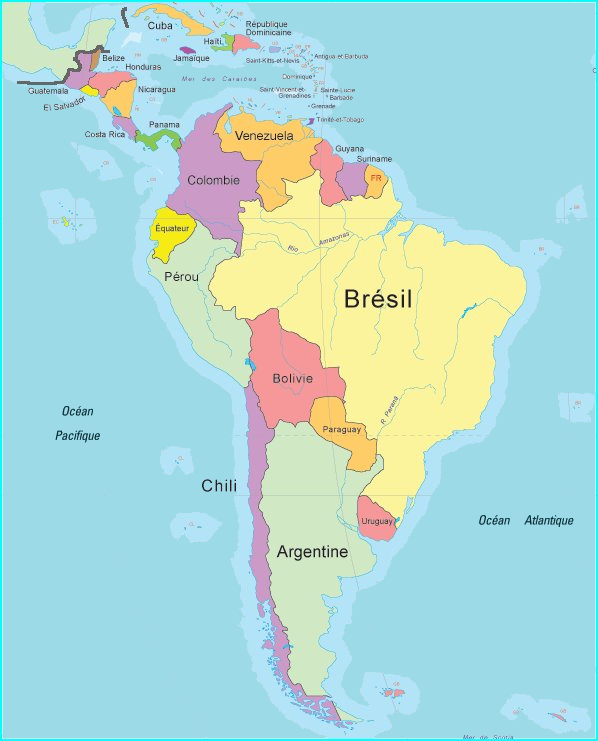 Cuba
République
Dominicaine
Haïti
Belize
Jamaïque
Saint-Kitts-et-Nevis
Antigua-et-Barbuda
Honduras
Mer des Caraïbes
Dominique
Guatemala
Nicaragua
Saint-Vincent-et-
Grenadines
Sainte-Lucie
Barbade
El Salvador
Grenade
Trinité-et-Tobago
Costa Rica
Panama
Venezuela
Guyana
Suriname
Colombie
FR
Équateur
Rio Amazonas
Pérou
Brésil
Bolivie
R. Paraná
Océan
Pacifique
Paraguay
Chili
Uruguay
Océan Atlantique
Argentine
Mer de Scotia